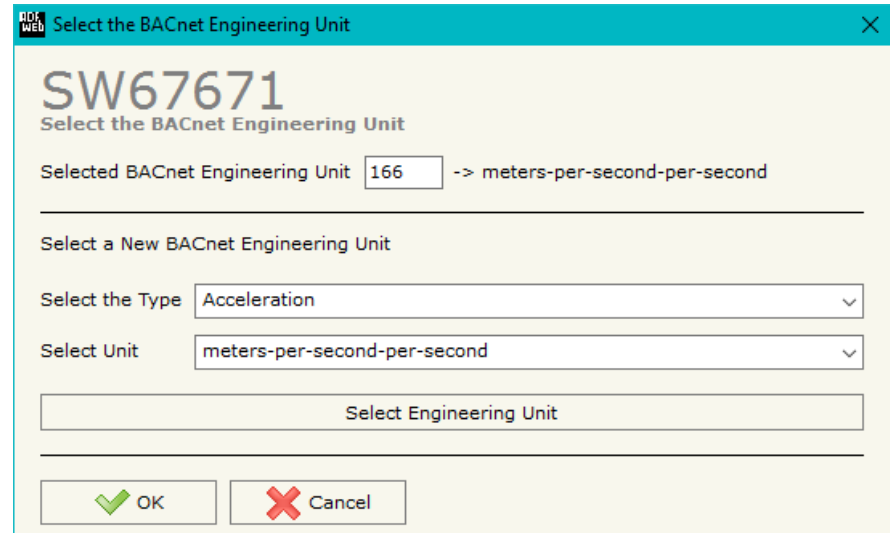 ADF
WEB Select the BACnet Engineering Unit
SW67671
Select the BACnet Engineering Unit
Selected BACnet Engineering Unit 166 -> meters-per-second-per-second
Select a New BACnet Engineering Unit
Select the Type Acceleration
Select Unit meters-per-second-per-second
Select Engineering Unit
OK Cancel